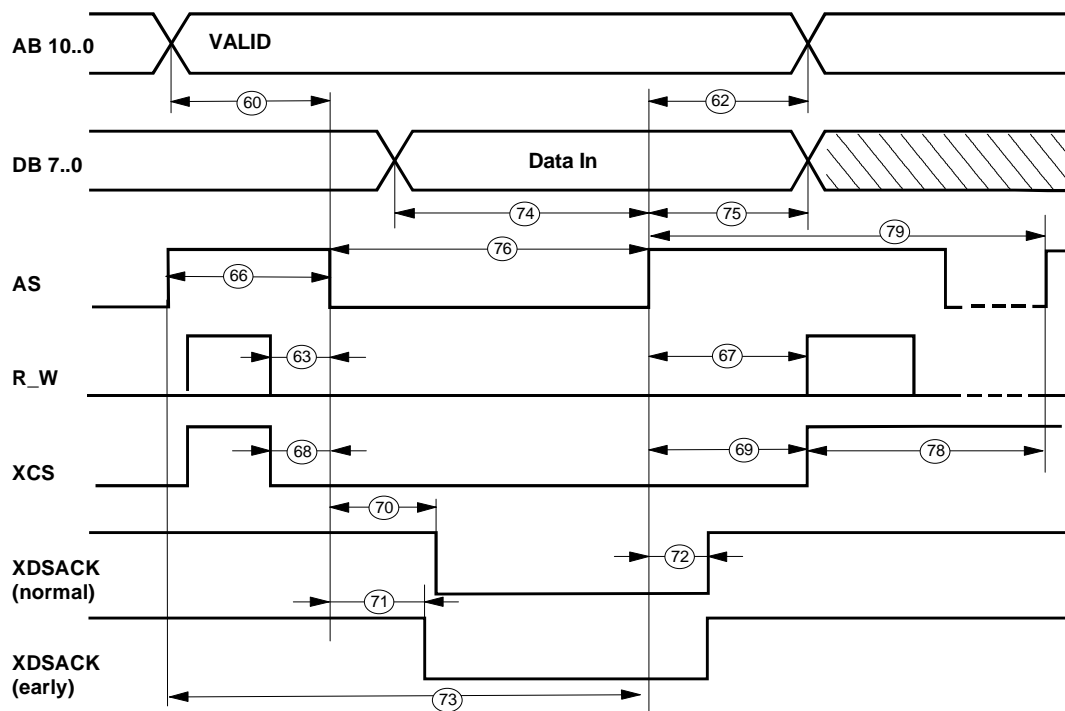 AB 10..0
VALID
60
62
DB 7..0
Data In
74
75
76
79
AS
66
R_W
63
67
XCS
68
69
78
70
XDSACK
(normal)
72
71
XDSACK
(early)
73